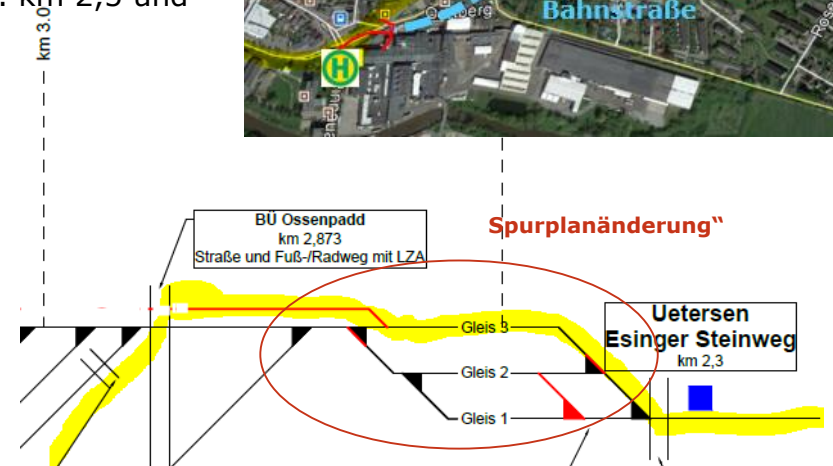 km 2,5 und
km 3.0
Bahnstraße
H
BÜ Ossenpadd
km 2,873
Straße und Fuß-/Radweg mit LZA
Spurplanänderung“
Uetersen
Esinger Steinweg
km 2,3
Gleis 3
Gleis 2
Gleis 1